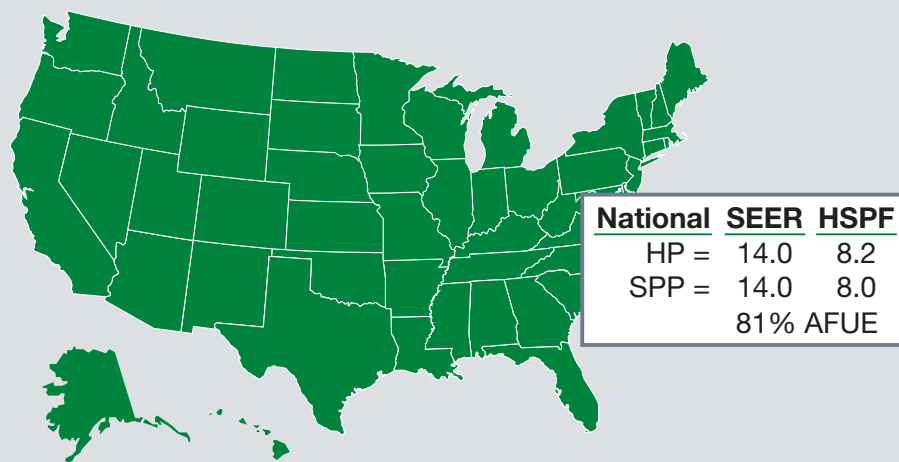 National SEER HSPF
HP = 14.0 8.2
SPP = 14.0 8.0
81% AFUE